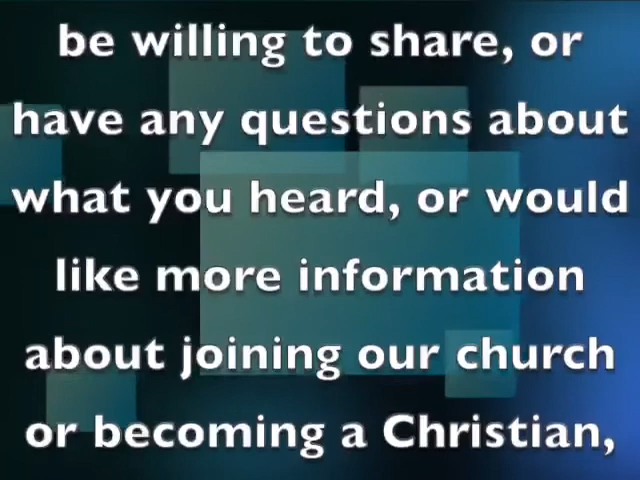 be willing to share, or
have any questions about
what you heard, or would
like more information
about joining our church
or becoming a Christian,